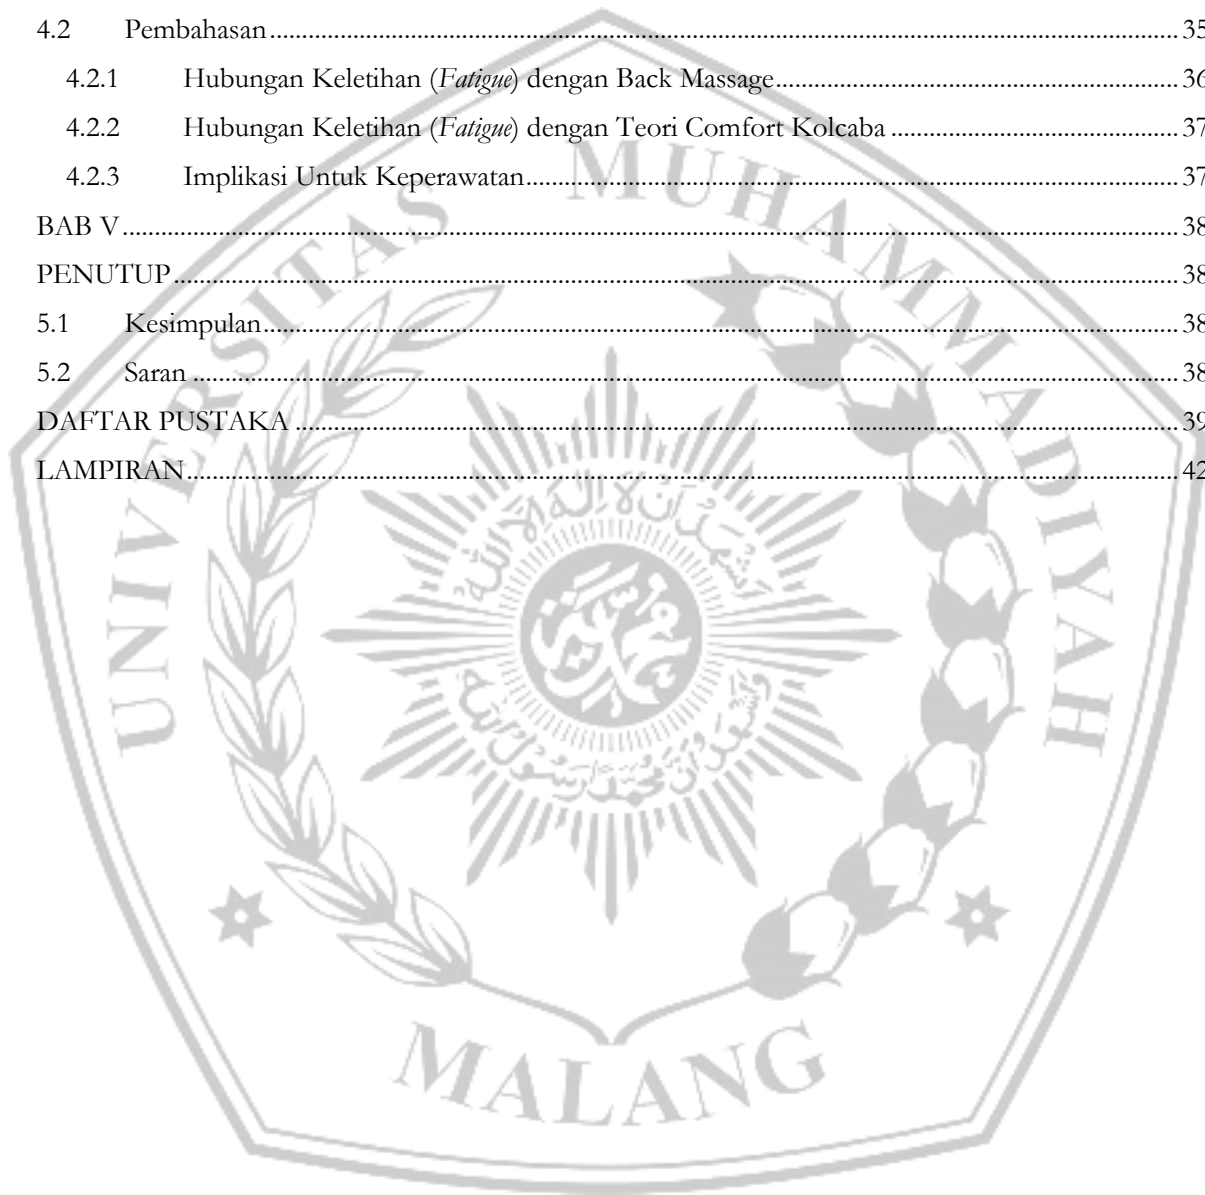 4.2 Pembahasan 35
4.2.1 Hubungan Keletihan (Fatigue) dengan Back Massage 36
4.2.2 Hubungan Keletihan (Fatigue) dengan Teori Comfort Kolcaba 37
4.2.3 Implikasi Untuk Keperawatan 37
BAB V 38
PENUTUP 38
5.1 Kesimpulan 38
5.2 Saran 38
DAFTAR PUSTAKA 39
LAMPIRAN 42
UNIVERSITAS MUHAMMADIYAH
MALANG